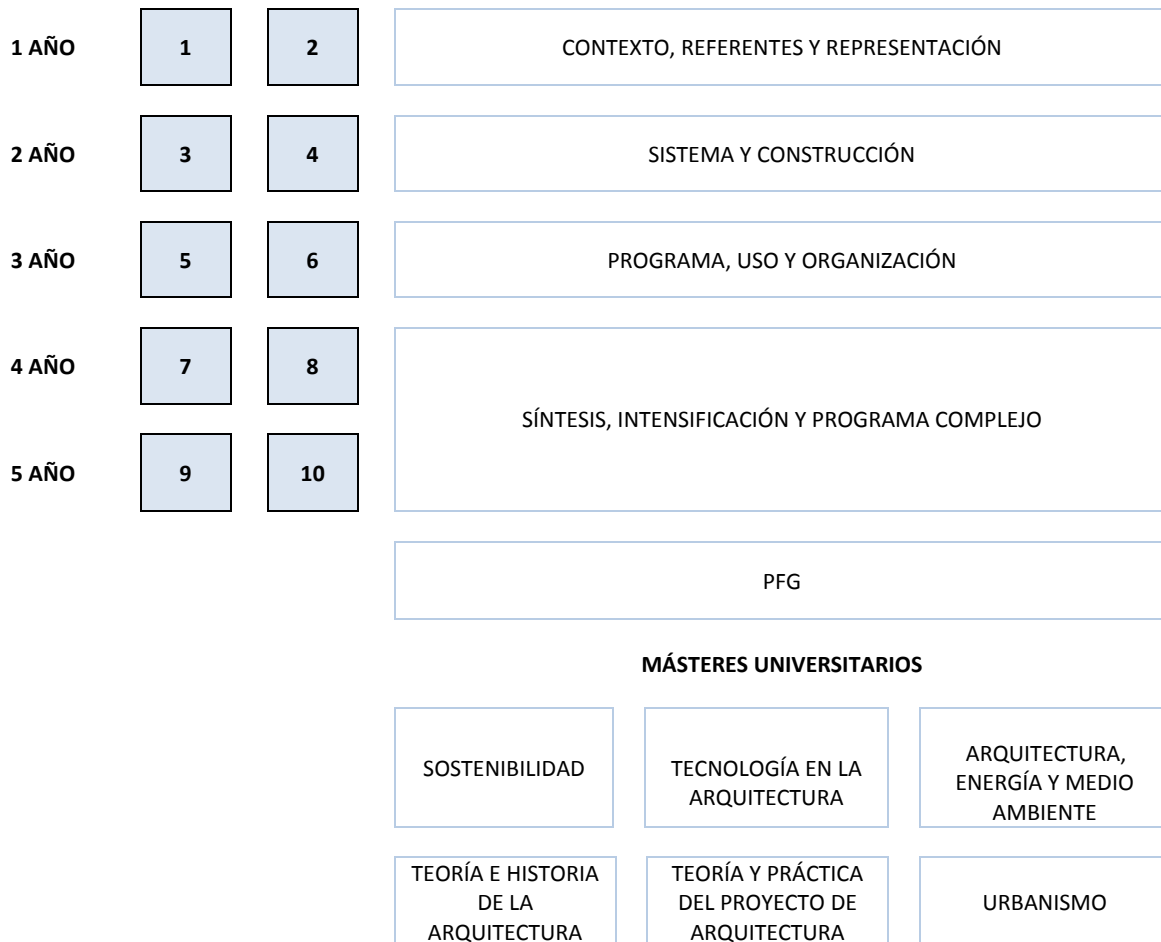 1 AÑO 1 2 CONTEXTO, REFERENTES Y REPRESENTACIÓN
2 AÑO 3 4 SISTEMA Y CONSTRUCCIÓN
3 AÑO 5 6 PROGRAMA, USO Y ORGANIZACIÓN
4 AÑO 7 8
SÍNTESIS, INTENSIFICACIÓN Y PROGRAMA COMPLEJO
5 AÑO 9 10
PFG
MÁSTERES UNIVERSITARIOS
SOSTENIBILIDAD
TECNOLOGÍA EN LA
ARQUITECTURA
ARQUITECTURA,
ENERGÍA Y MEDIO
AMBIENTE
TEORÍA E HISTORIA
DE LA
ARQUITECTURA
TEORÍA Y PRÁCTICA
DEL PROYECTO DE
ARQUITECTURA
URBANISMO